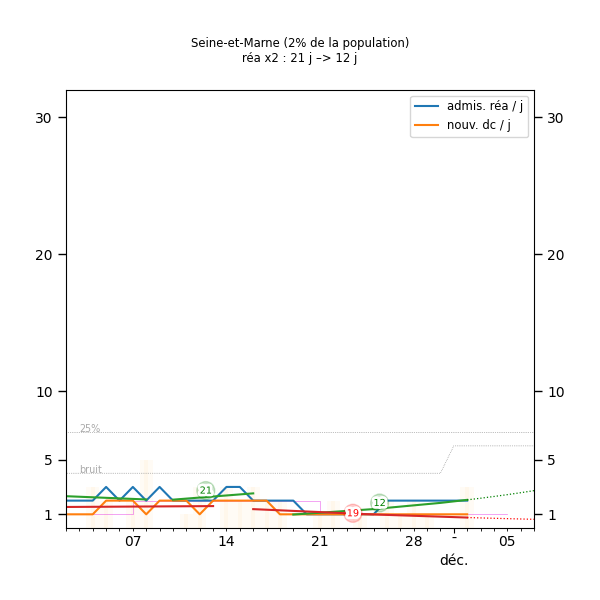 Seine-et-Marne (2% de la population)
réa x2 : 21 j –> 12 j
admis. réa / j
nouv. dc / j
30 30
20 20
10 10
25%
5 5
bruit
21
12
19
1 1
07 14 21 28 - 05
déc.